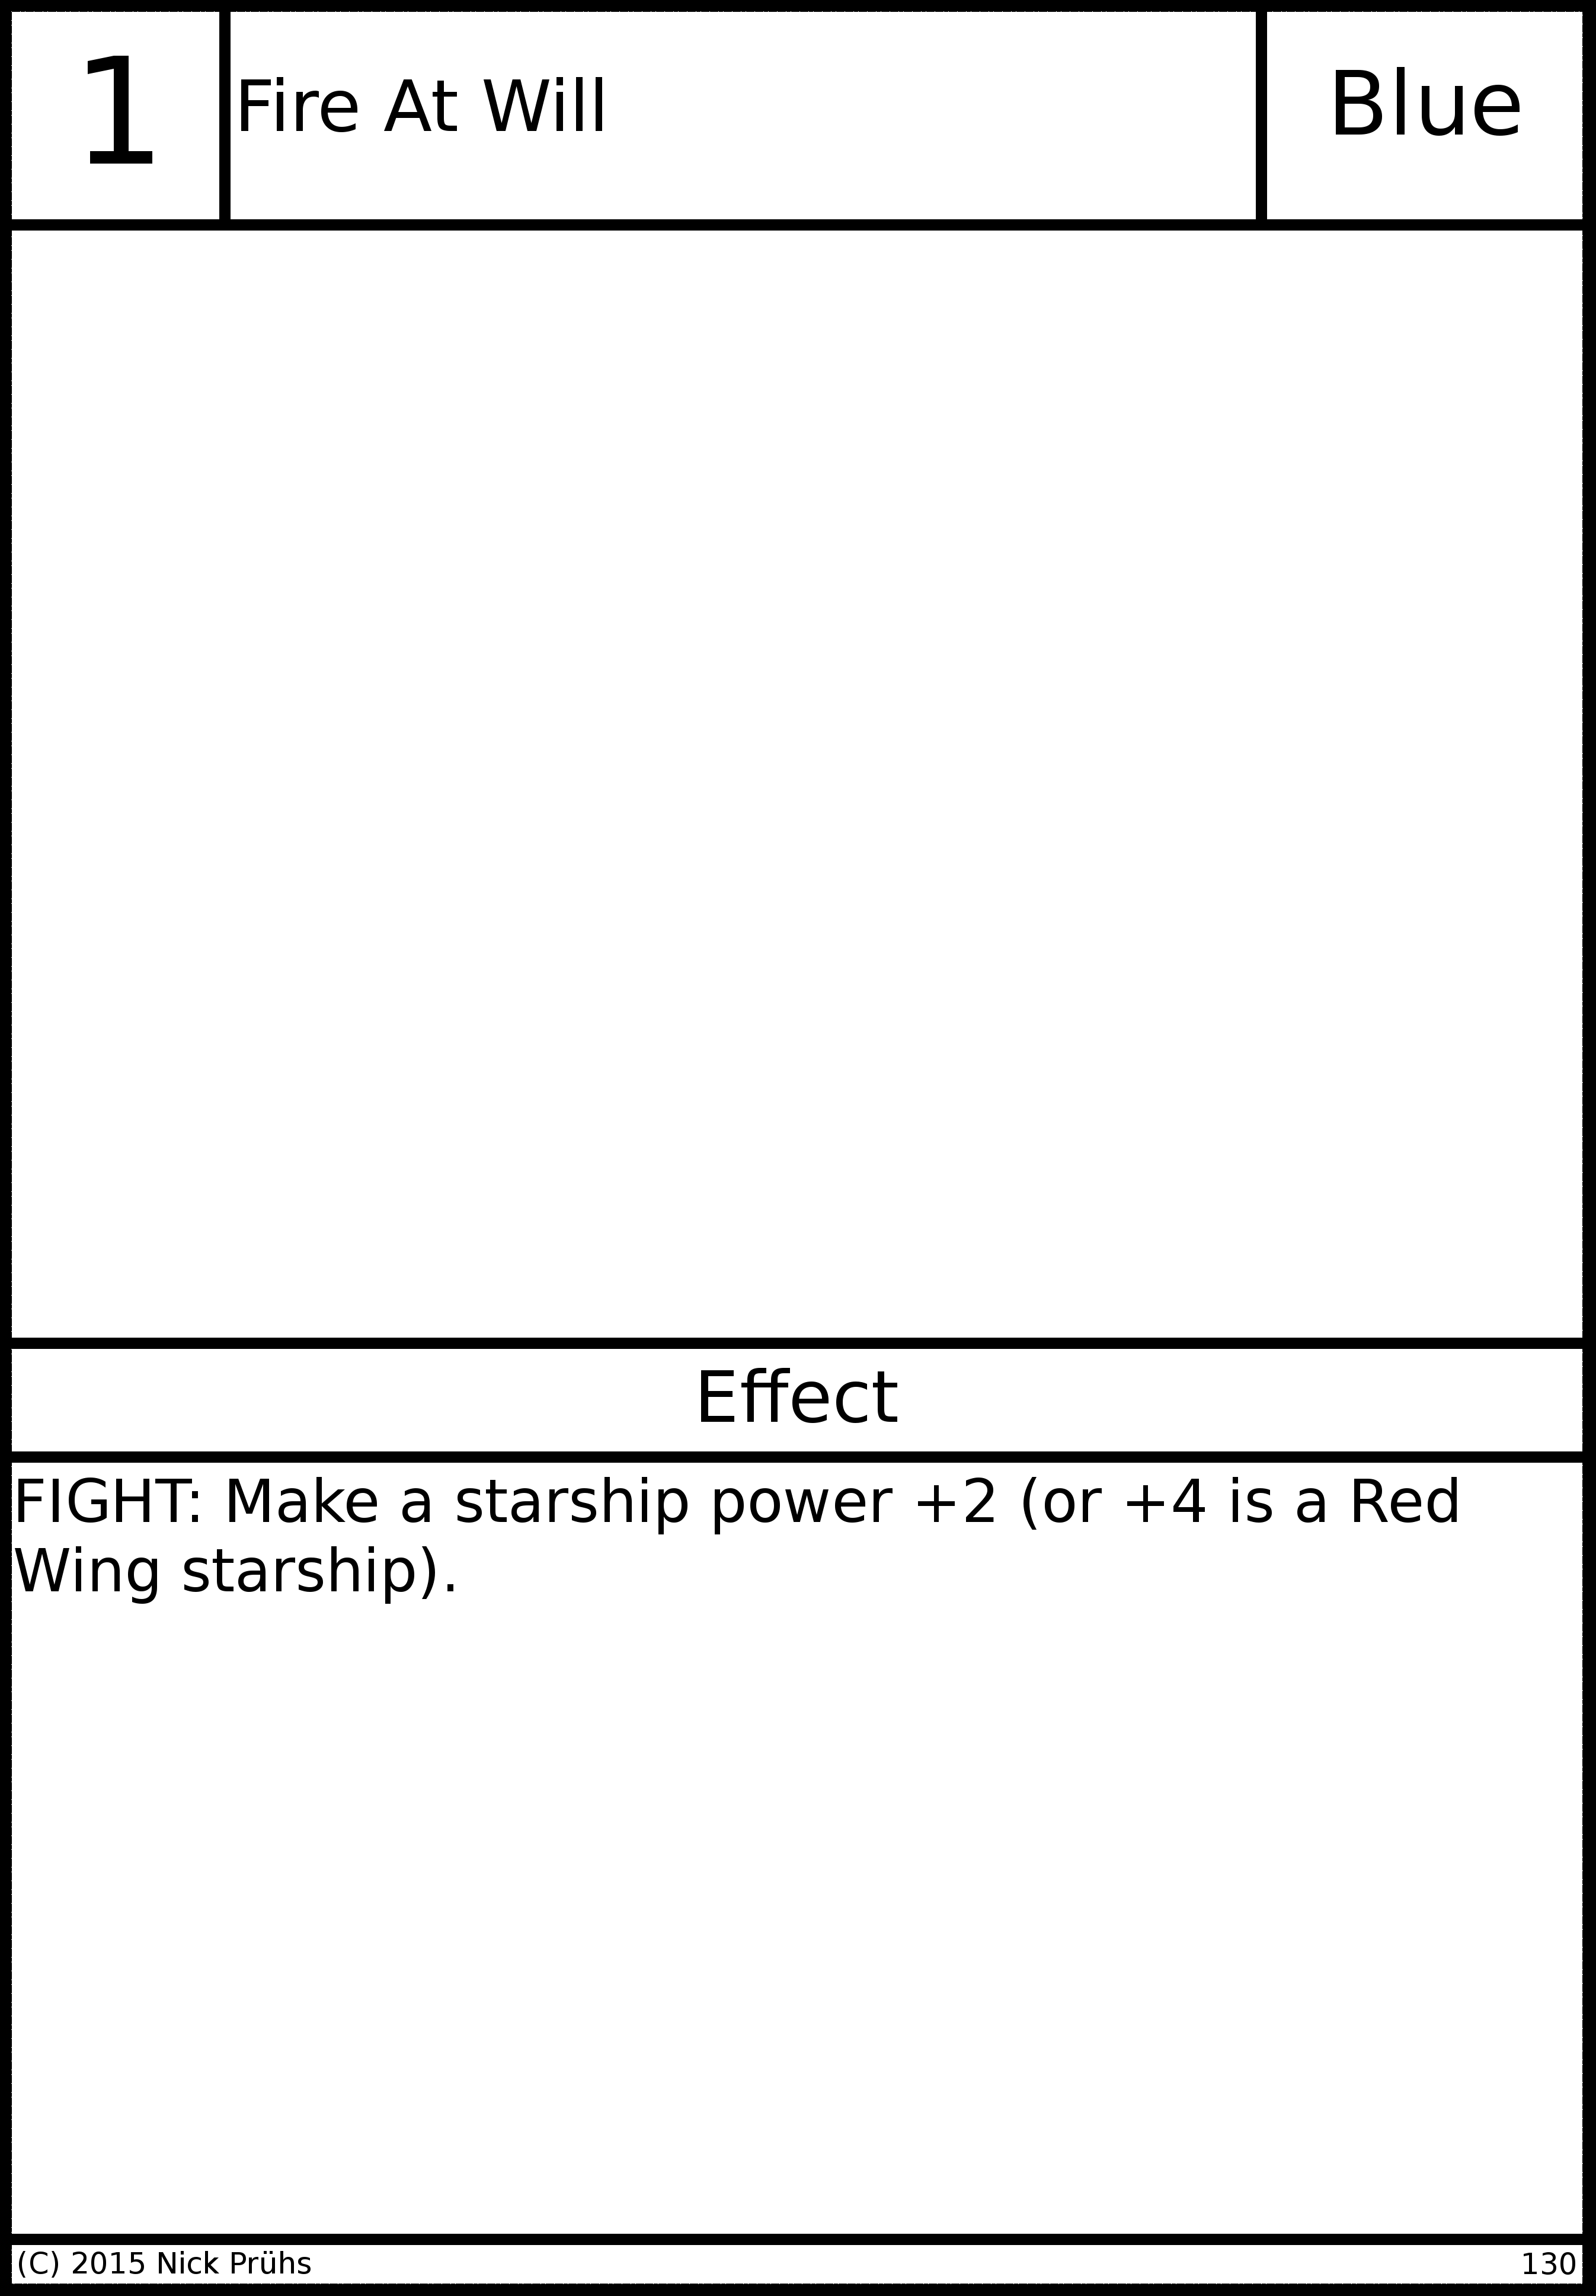 1
Fire At Will
Blue
Effect
FIGHT: Make a starship power +2 (or +4 is a Red
Wing starship).
(C) 2015 Nick Prühs
130